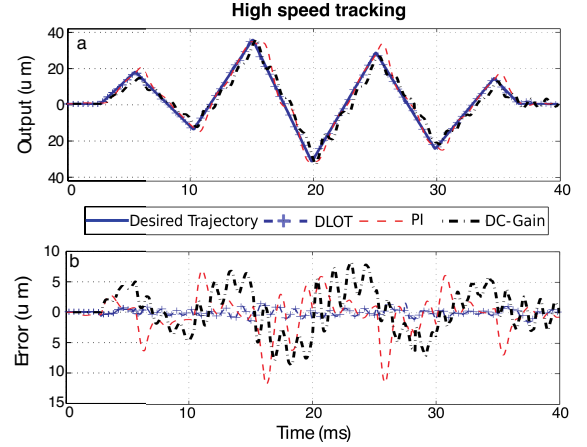 High speed tracking
a
Output (u m)
40
20
0
20
40
0 10 20 30 40
Desired Trajectory DLOT PI DC-Gain
b
Error (u m)
10
5
0
5
10
15
0 10 20 30 40
Time (ms)